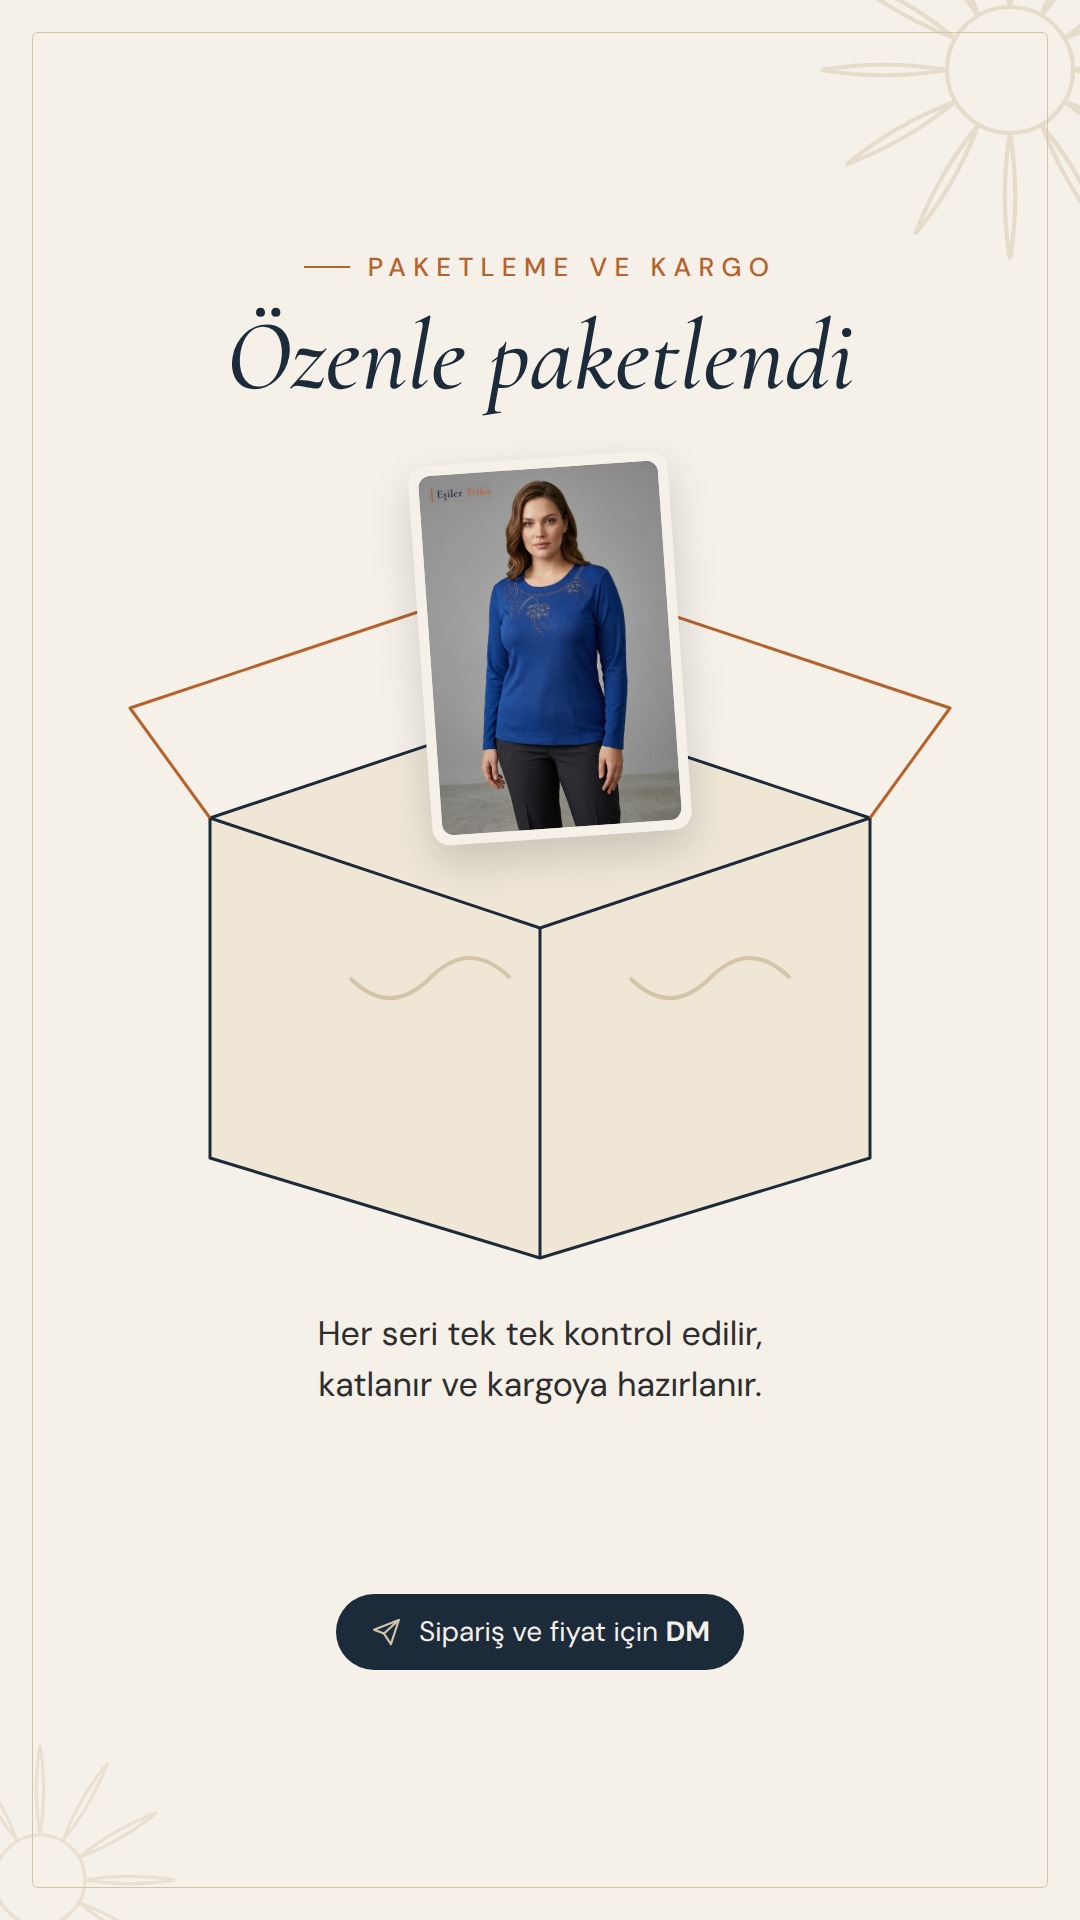 PAKETLEME VE KARGO
Özenle paketlendi
Eşiler Triko
Her seri tek tek kontrol edilir,
katlanır ve kargoya hazırlanır.
Sipariş ve fiyat için DM